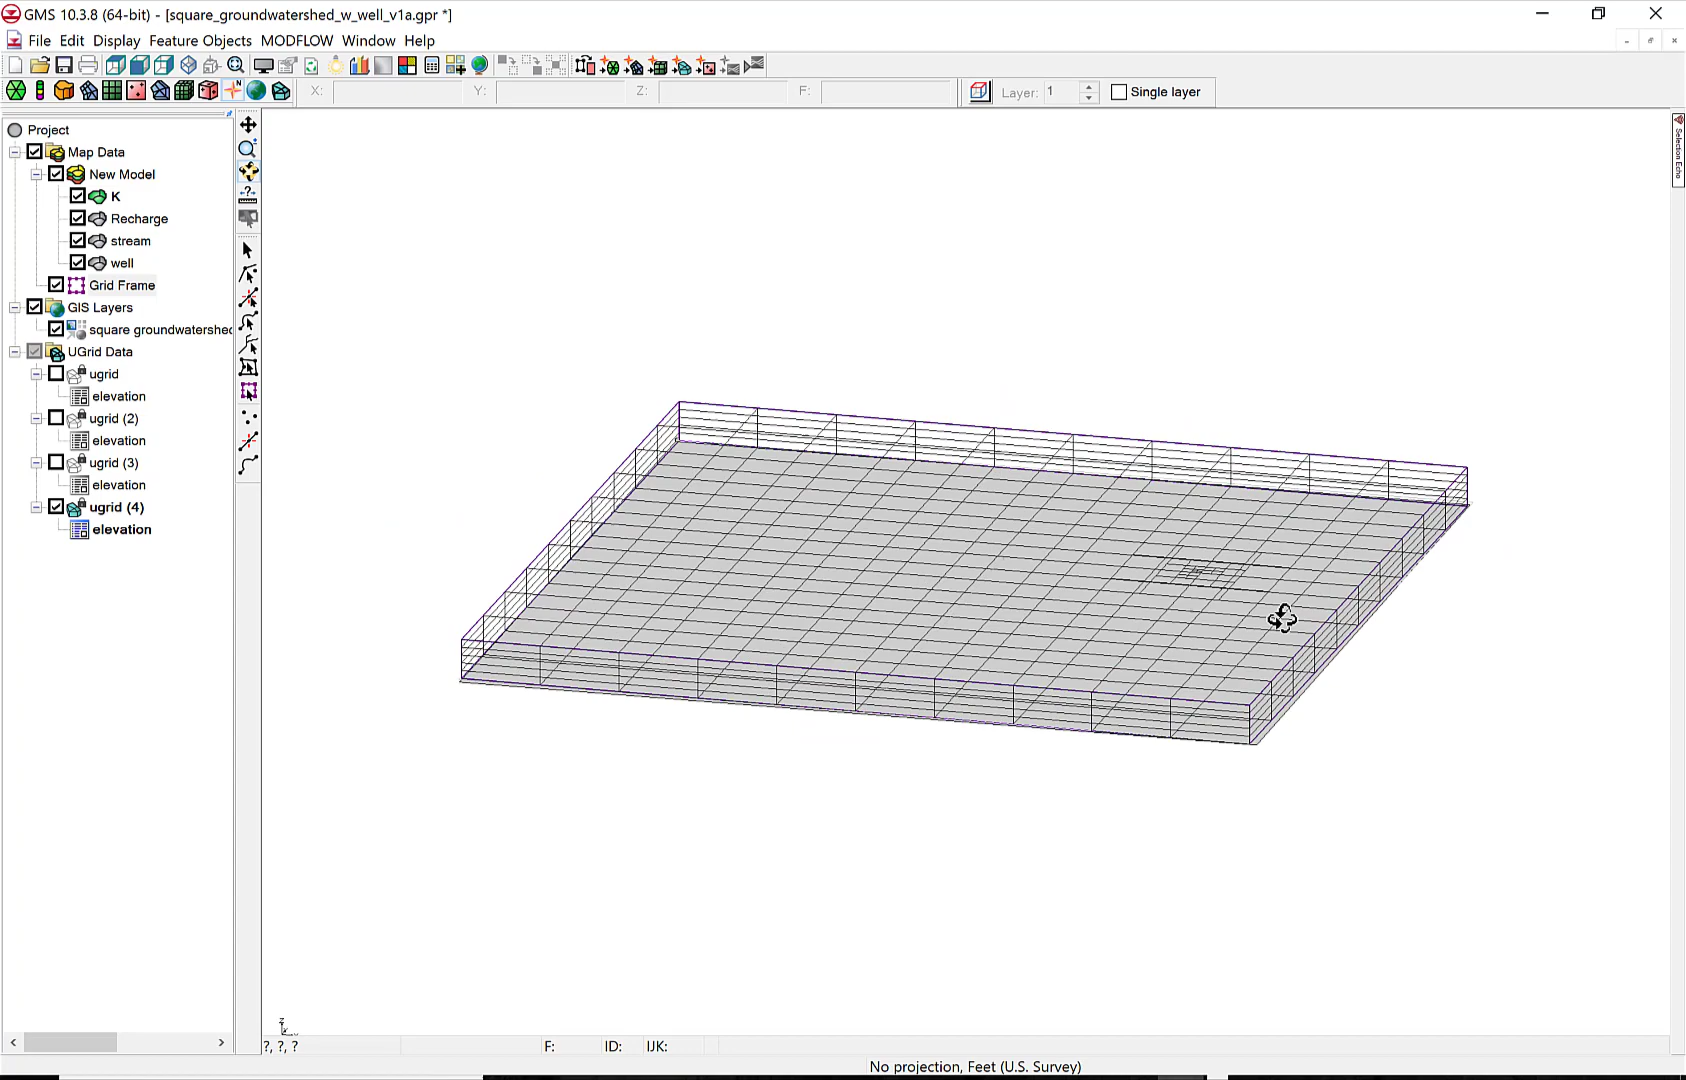 GMS 10.3.8 (64-bit) - [square_groundwatershed_w_well_v1a.gpr *]
File Edit Display Feature Objects MODFLOW Window Help
X: Y: Z: F: Layer: 1 Single layer
Project
Map Data
New Model
K
Recharge
stream
well
Grid Frame
GIS Layers
square groundwatershed
UGrid Data
ugrid
elevation
ugrid (2)
elevation
ugrid (3)
elevation
ugrid (4)
elevation
Selection Echo
z
?, ?, ? F: ID: IJK:
No projection, Feet (U.S. Survey)